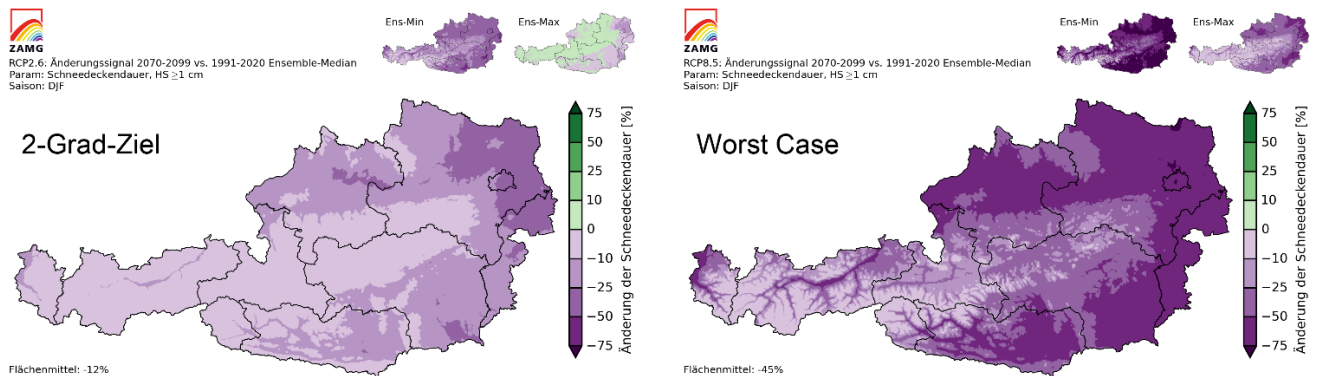 ZAMG
Ens-Min
Ens-Max
RCP2.6: Änderungssignal 2070-2099 vs. 1991-2020 Ensemble-Median
Param: Schneedeckendauer, HS ≥1 cm
Saison: DJF
2-Grad-Ziel
75
50
25
10
0
−10
−25
−50
−75
Änderung der Schneedeckendauer [%]
Flächenmittel: -12%
ZAMG
Ens-Min
Ens-Max
RCP8.5: Änderungssignal 2070-2099 vs. 1991-2020 Ensemble-Median
Param: Schneedeckendauer, HS ≥1 cm
Saison: DJF
Worst Case
75
50
25
10
0
−10
−25
−50
−75
Änderung der Schneedeckendauer [%]
Flächenmittel: -45%